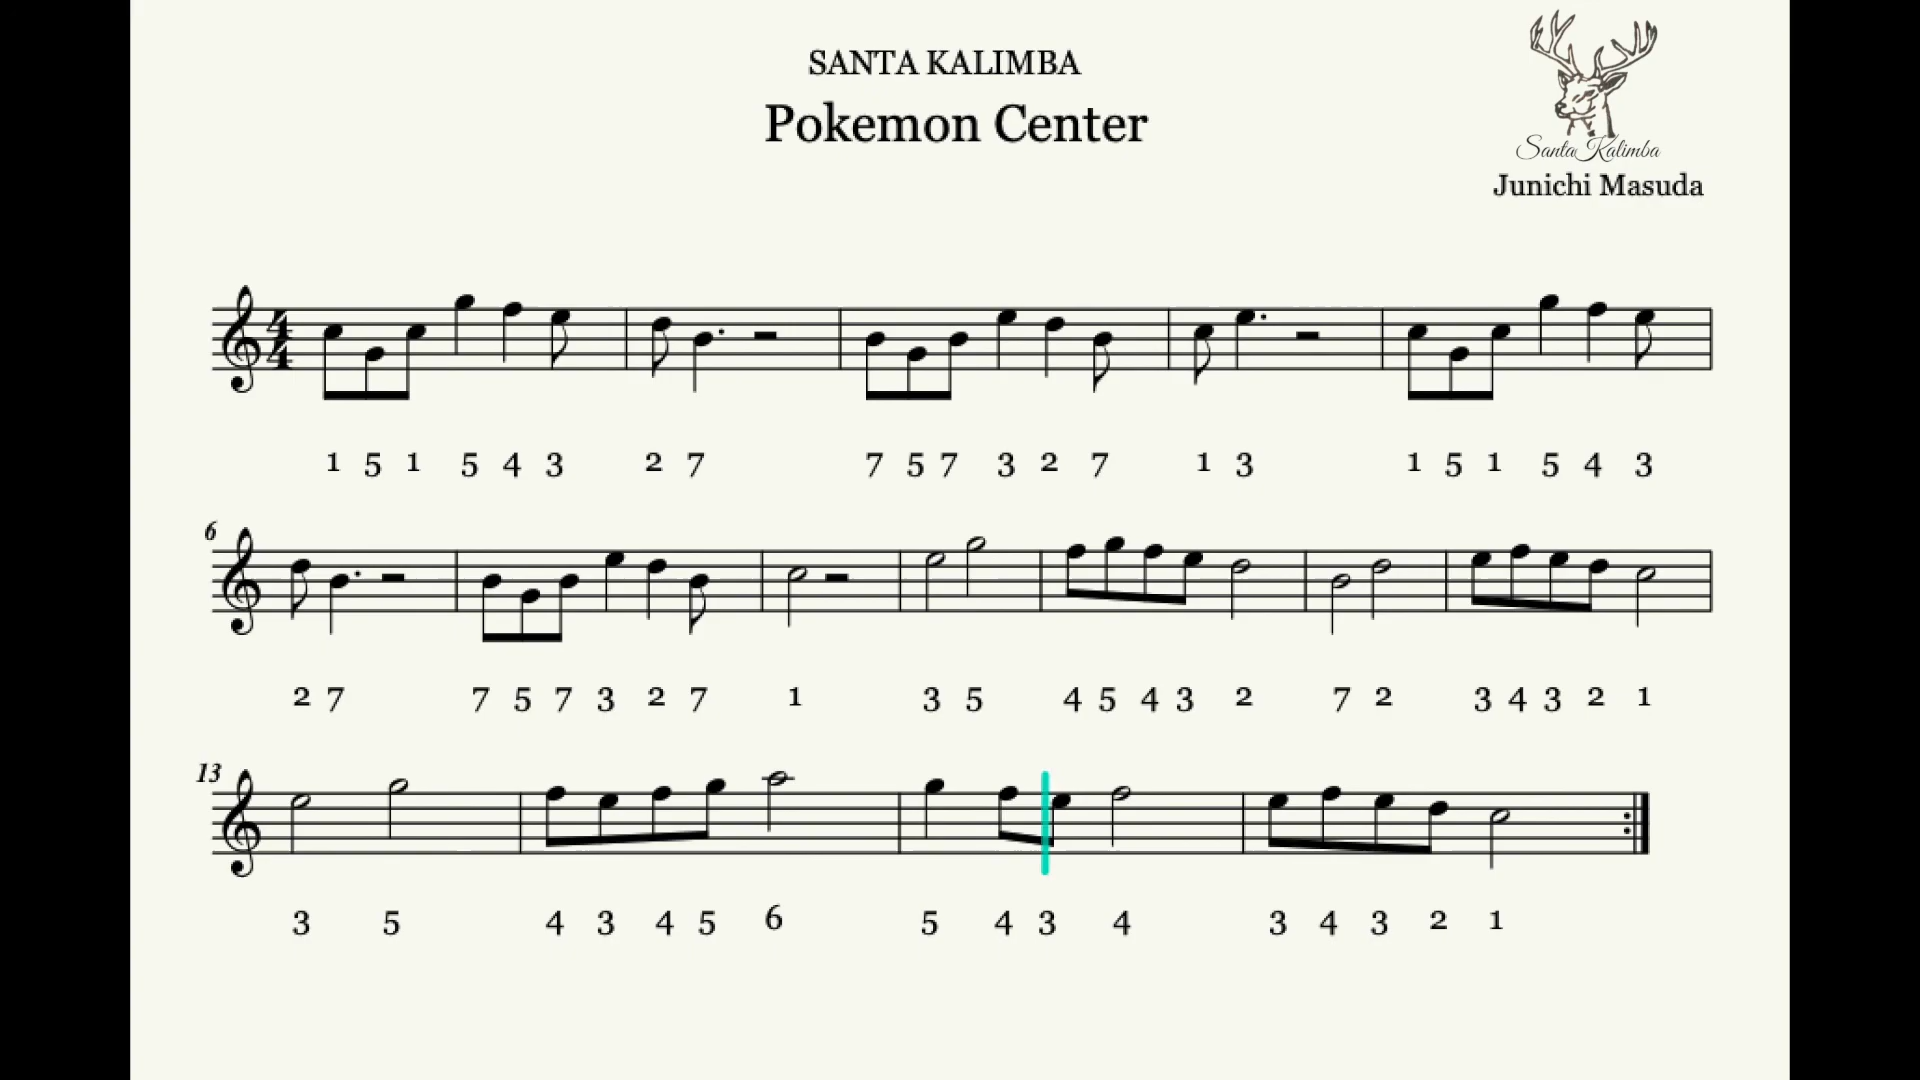 SANTA KALIMBA
Pokemon Center
Santa Kalimba
Junichi Masuda
4
4
1 5 1 5 4 3 2 7 7 5 7 3 2 7 1 3 1 5 1 5 4 3
6
2 7 7 5 7 3 2 7 1 3 5 4 5 4 3 2 7 2 3 4 3 2 1
13
3 5 4 3 4 5 6 5 4 3 4 3 4 3 2 1